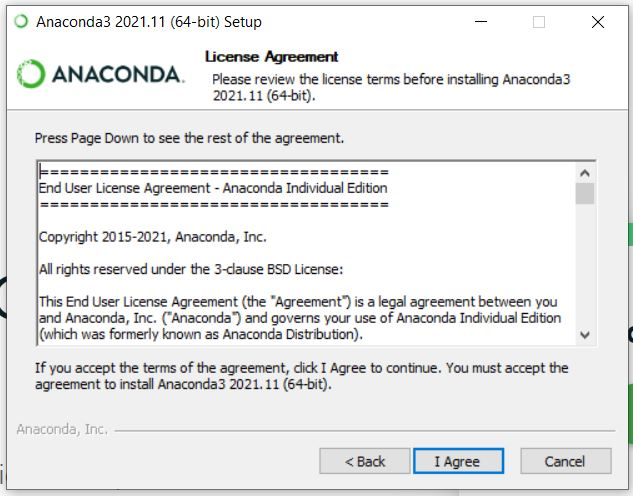 Anaconda3 2021.11 (64-bit) Setup
ANACONDA.
License Agreement
Please review the license terms before installing Anaconda3
2021.11 (64-bit).
Press Page Down to see the rest of the agreement.
===================================
End User License Agreement - Anaconda Individual Edition
===================================
Copyright 2015-2021, Anaconda, Inc.
All rights reserved under the 3-clause BSD License:
This End User License Agreement (the "Agreement") is a legal agreement between you
and Anaconda, Inc. ("Anaconda") and governs your use of Anaconda Individual Edition
(which was formerly known as Anaconda Distribution).
If you accept the terms of the agreement, click I Agree to continue. You must accept the
agreement to install Anaconda3 2021.11 (64-bit).
Anaconda, Inc.
< Back
I Agree
Cancel